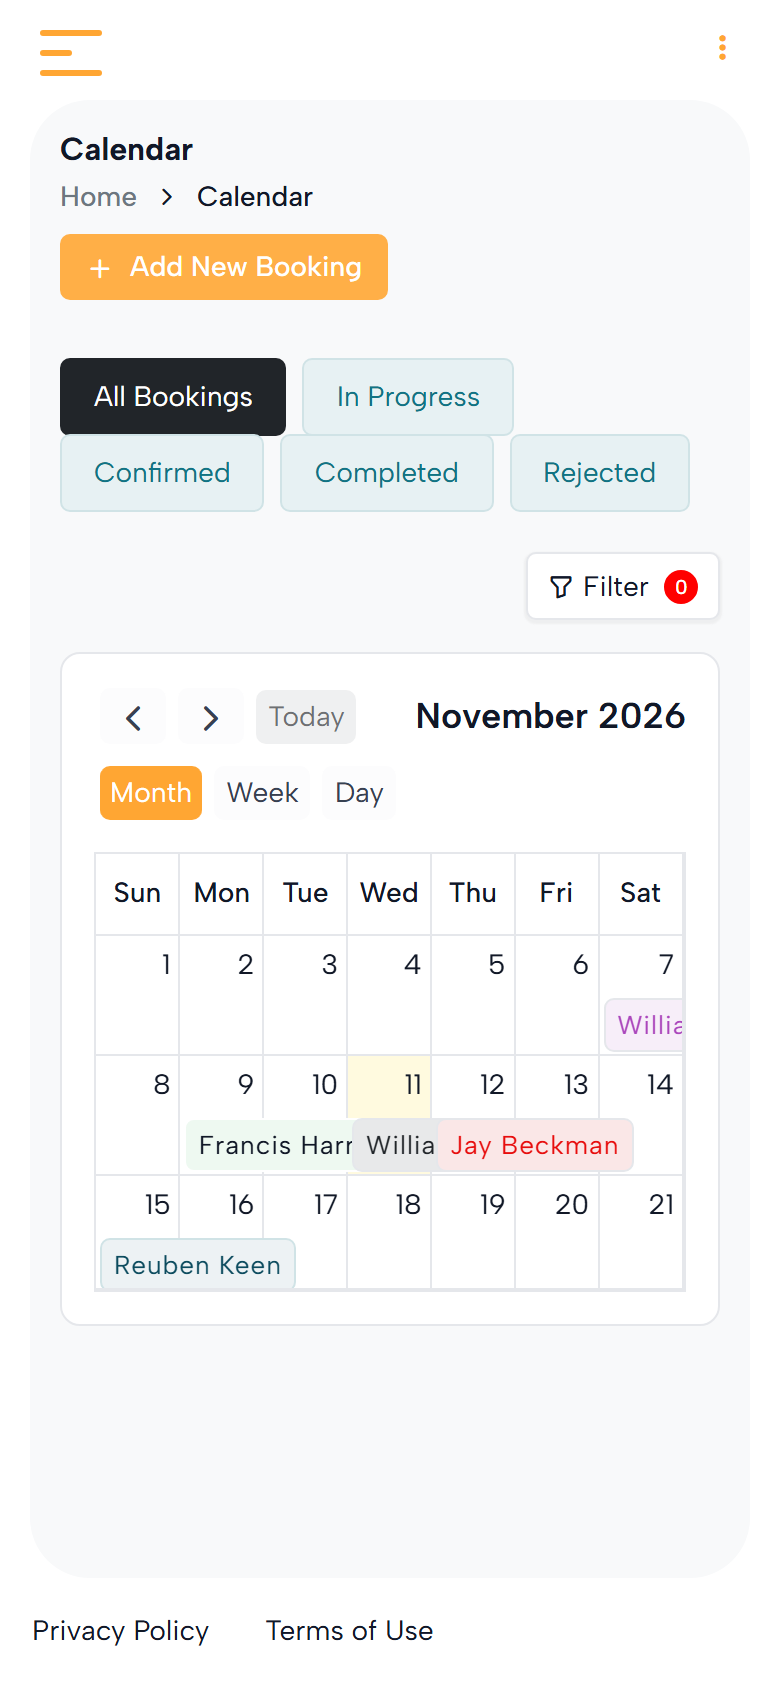 Calendar
Home > Calendar
+ Add New Booking
All Bookings In Progress
Confirmed Completed Rejected
Filter 0
Today November 2026
Month Week Day
Sun Mon Tue Wed Thu Fri Sat
1 2 3 4 5 6 7
Willia
8 9 10 11 12 13 14
Francis Harr Willia Jay Beckman
15 16 17 18 19 20 21
Reuben Keen
Privacy Policy Terms of Use